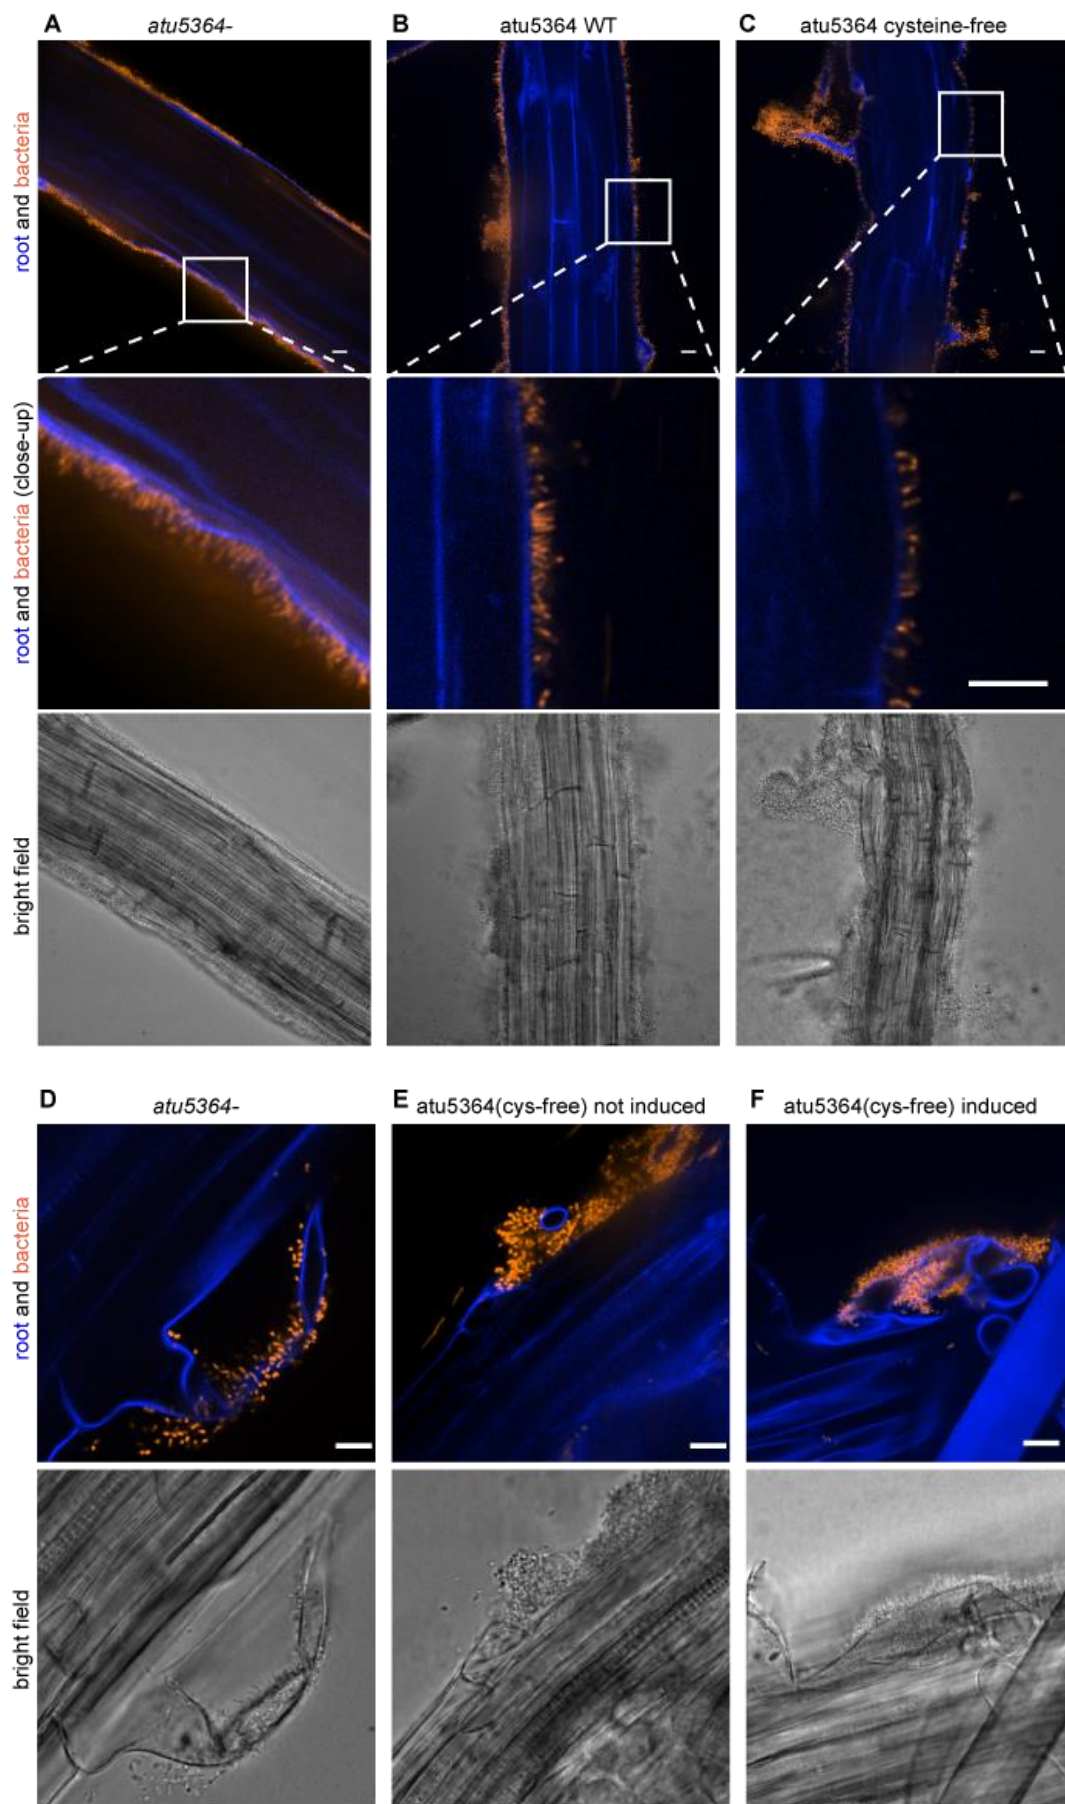 A atu5364-
B atu5364 WT
C atu5364 cysteine-free
root and bacteria
root and bacteria (close-up)
bright field
D atu5364-
E atu5364(cys-free) not induced
F atu5364(cys-free) induced
root and bacteria
bright field